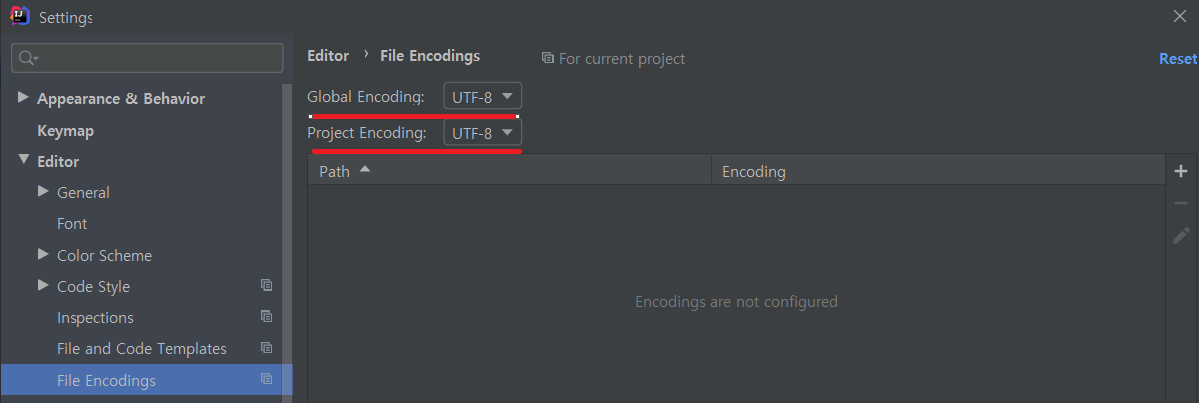 Settings
Editor › File Encodings
For current project
Reset
Appearance & Behavior
Keymap
Editor
General
Font
Color Scheme
Code Style
Inspections
File and Code Templates
File Encodings
Global Encoding: UTF-8
Project Encoding: UTF-8
Path
Encoding
Encodings are not configured